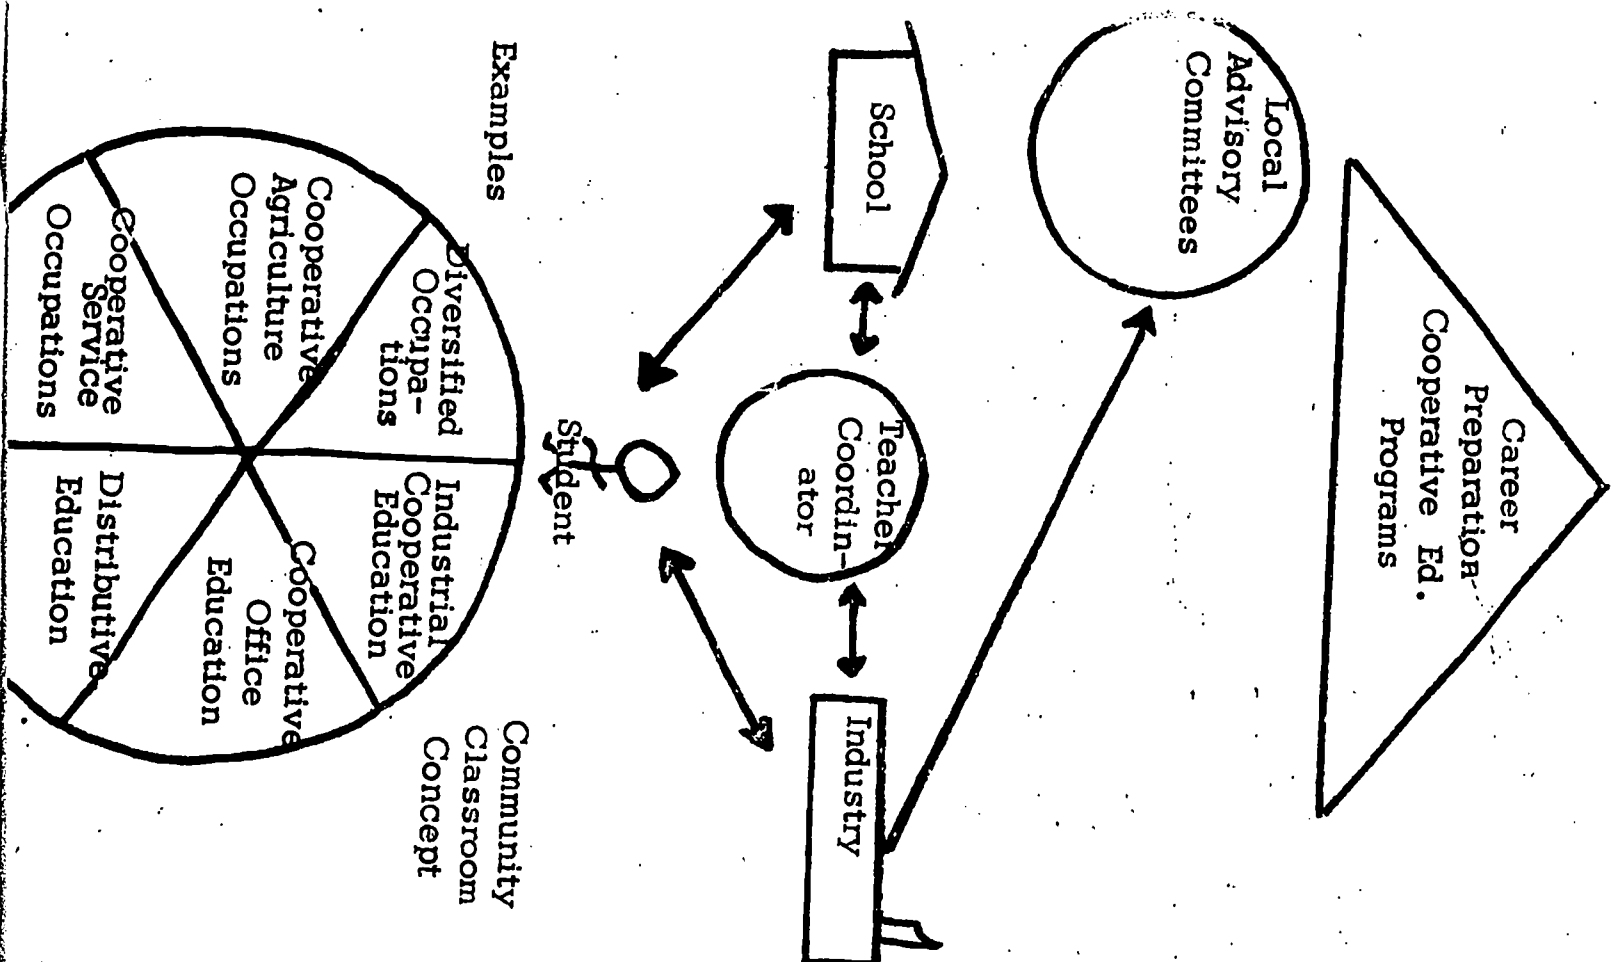 Career
Preparation-
Cooperative Ed.
Programs
Local
Advisory
Committees
School
Teacher
Coordin-
ator
Industry
Student
Examples
Community
Classroom
Concept
Diversified
Occupa-
tions
Industrial
Cooperative
Education
Cooperative
Agriculture
Occupations
Cooperative
Office
Education
Cooperative
Service
Occupations
Distributive
Education